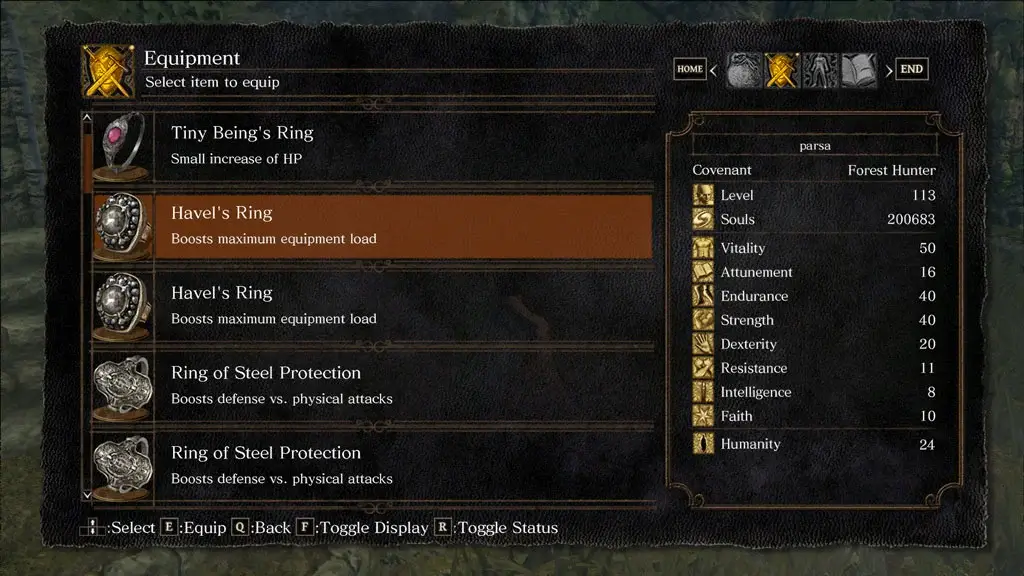 Equipment
Select item to equip
HOME
END
Tiny Being's Ring
Small increase of HP
Havel's Ring
Boosts maximum equipment load
Havel's Ring
Boosts maximum equipment load
Ring of Steel Protection
Boosts defense vs. physical attacks
Ring of Steel Protection
Boosts defense vs. physical attacks
parsa
Covenant Forest Hunter
Level 113
Souls 200683
Vitality 50
Attunement 16
Endurance 40
Strength 40
Dexterity 20
Resistance 11
Intelligence 8
Faith 10
Humanity 24
:Select E:Equip Q:Back F:Toggle Display R:Toggle Status